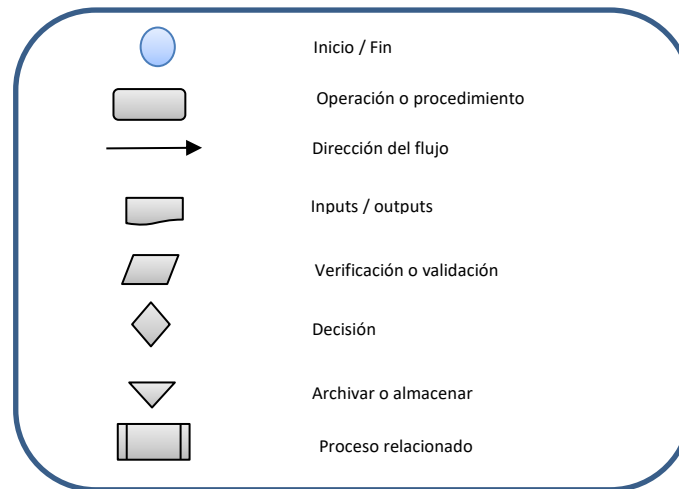 Inicio / Fin
Operación o procedimiento
Dirección del flujo
Inputs / outputs
Verificación o validación
Decisión
Archivar o almacenar
Proceso relacionado